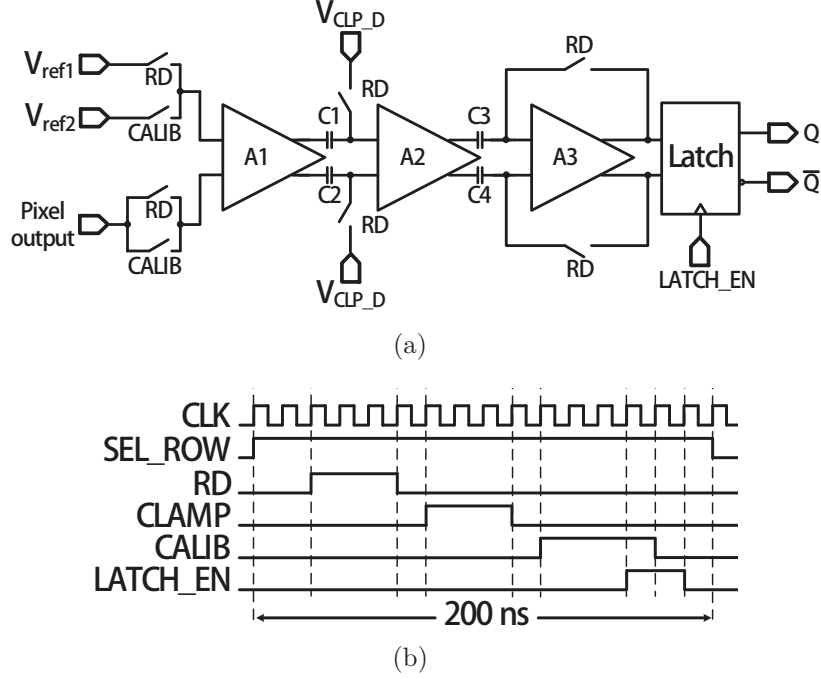 V_CLP_D
V_ref1
RD
V_ref2
CALIB
Pixel output
RD
CALIB
A1
C1
C2
RD
RD
V_CLP_D
A2
C3
C4
RD
A3
RD
Latch
Q
Q̅
LATCH_EN
(a)
CLK
SEL_ROW
RD
CLAMP
CALIB
LATCH_EN
200 ns
(b)